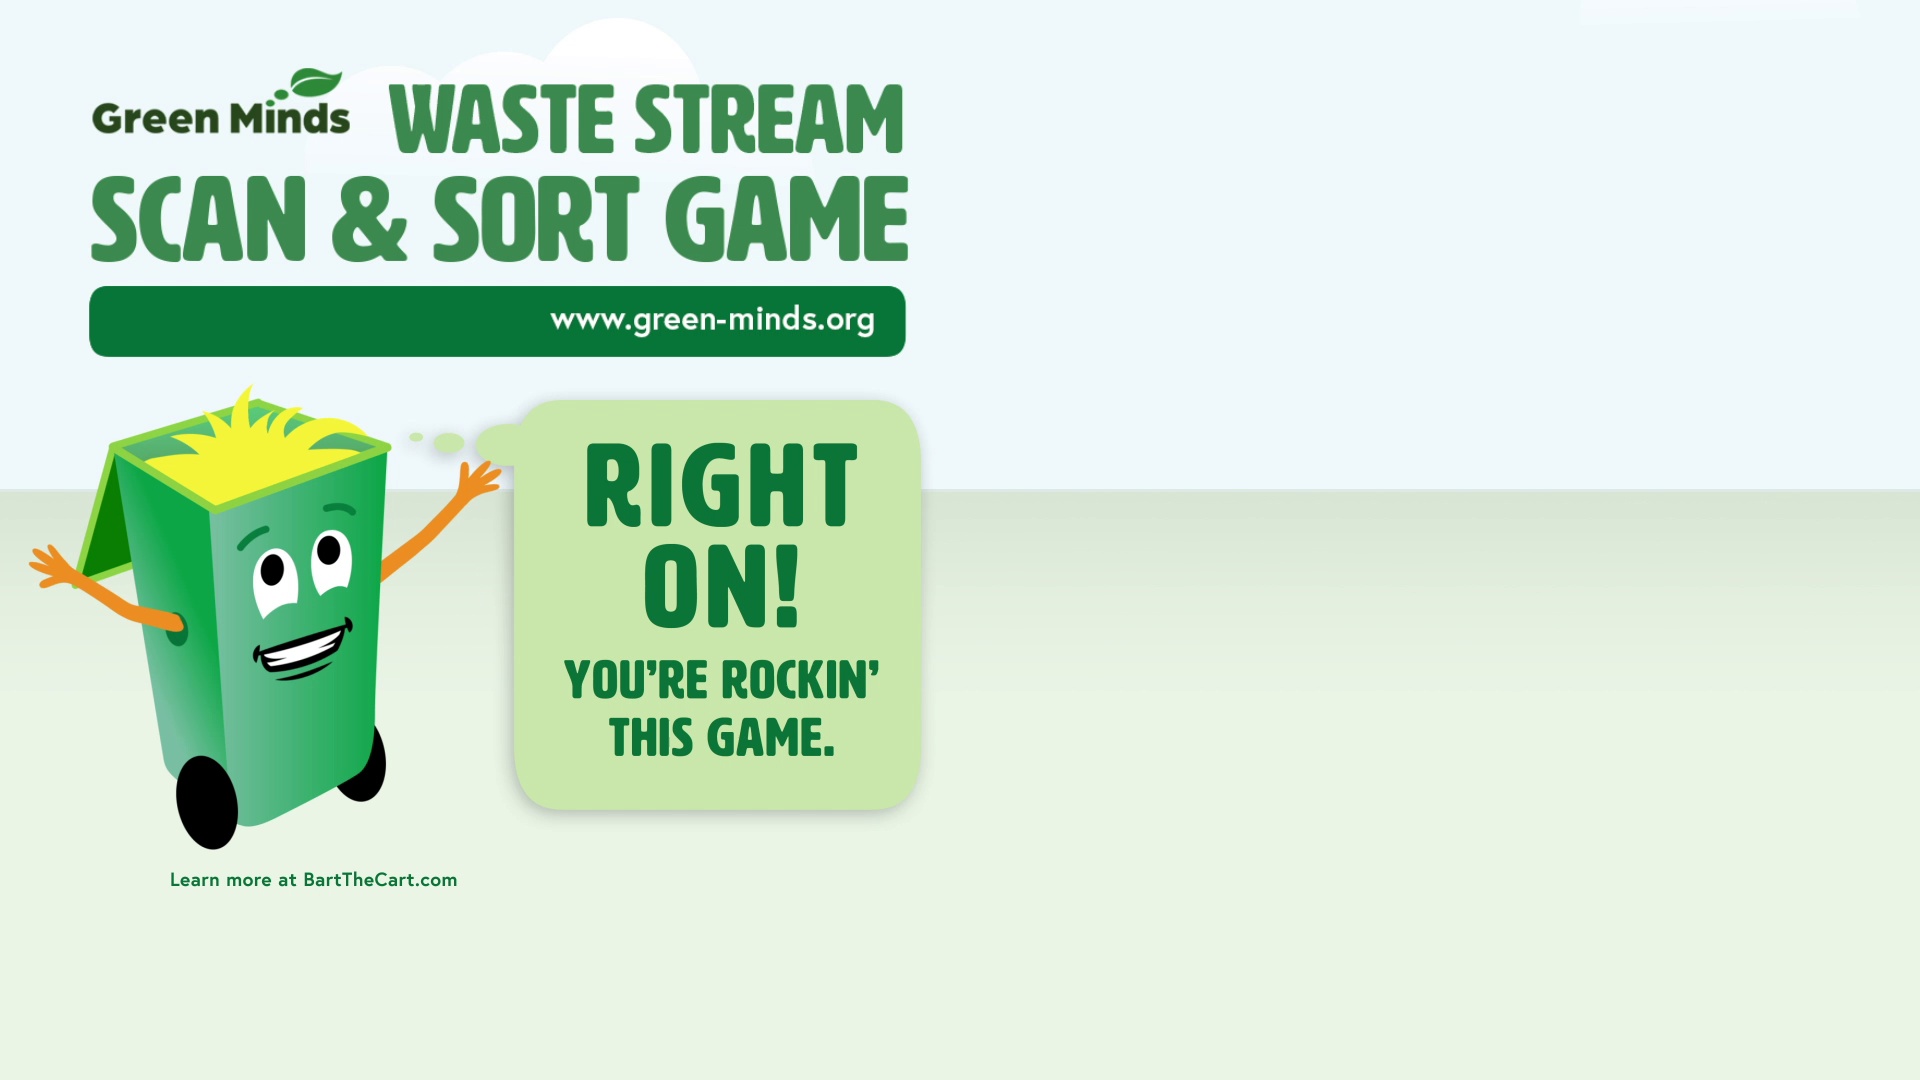 Green Minds WASTE STREAM
SCAN & SORT GAME
www.green-minds.org
RIGHT
ON!
YOU'RE ROCKIN'
THIS GAME.
Learn more at BartTheCart.com